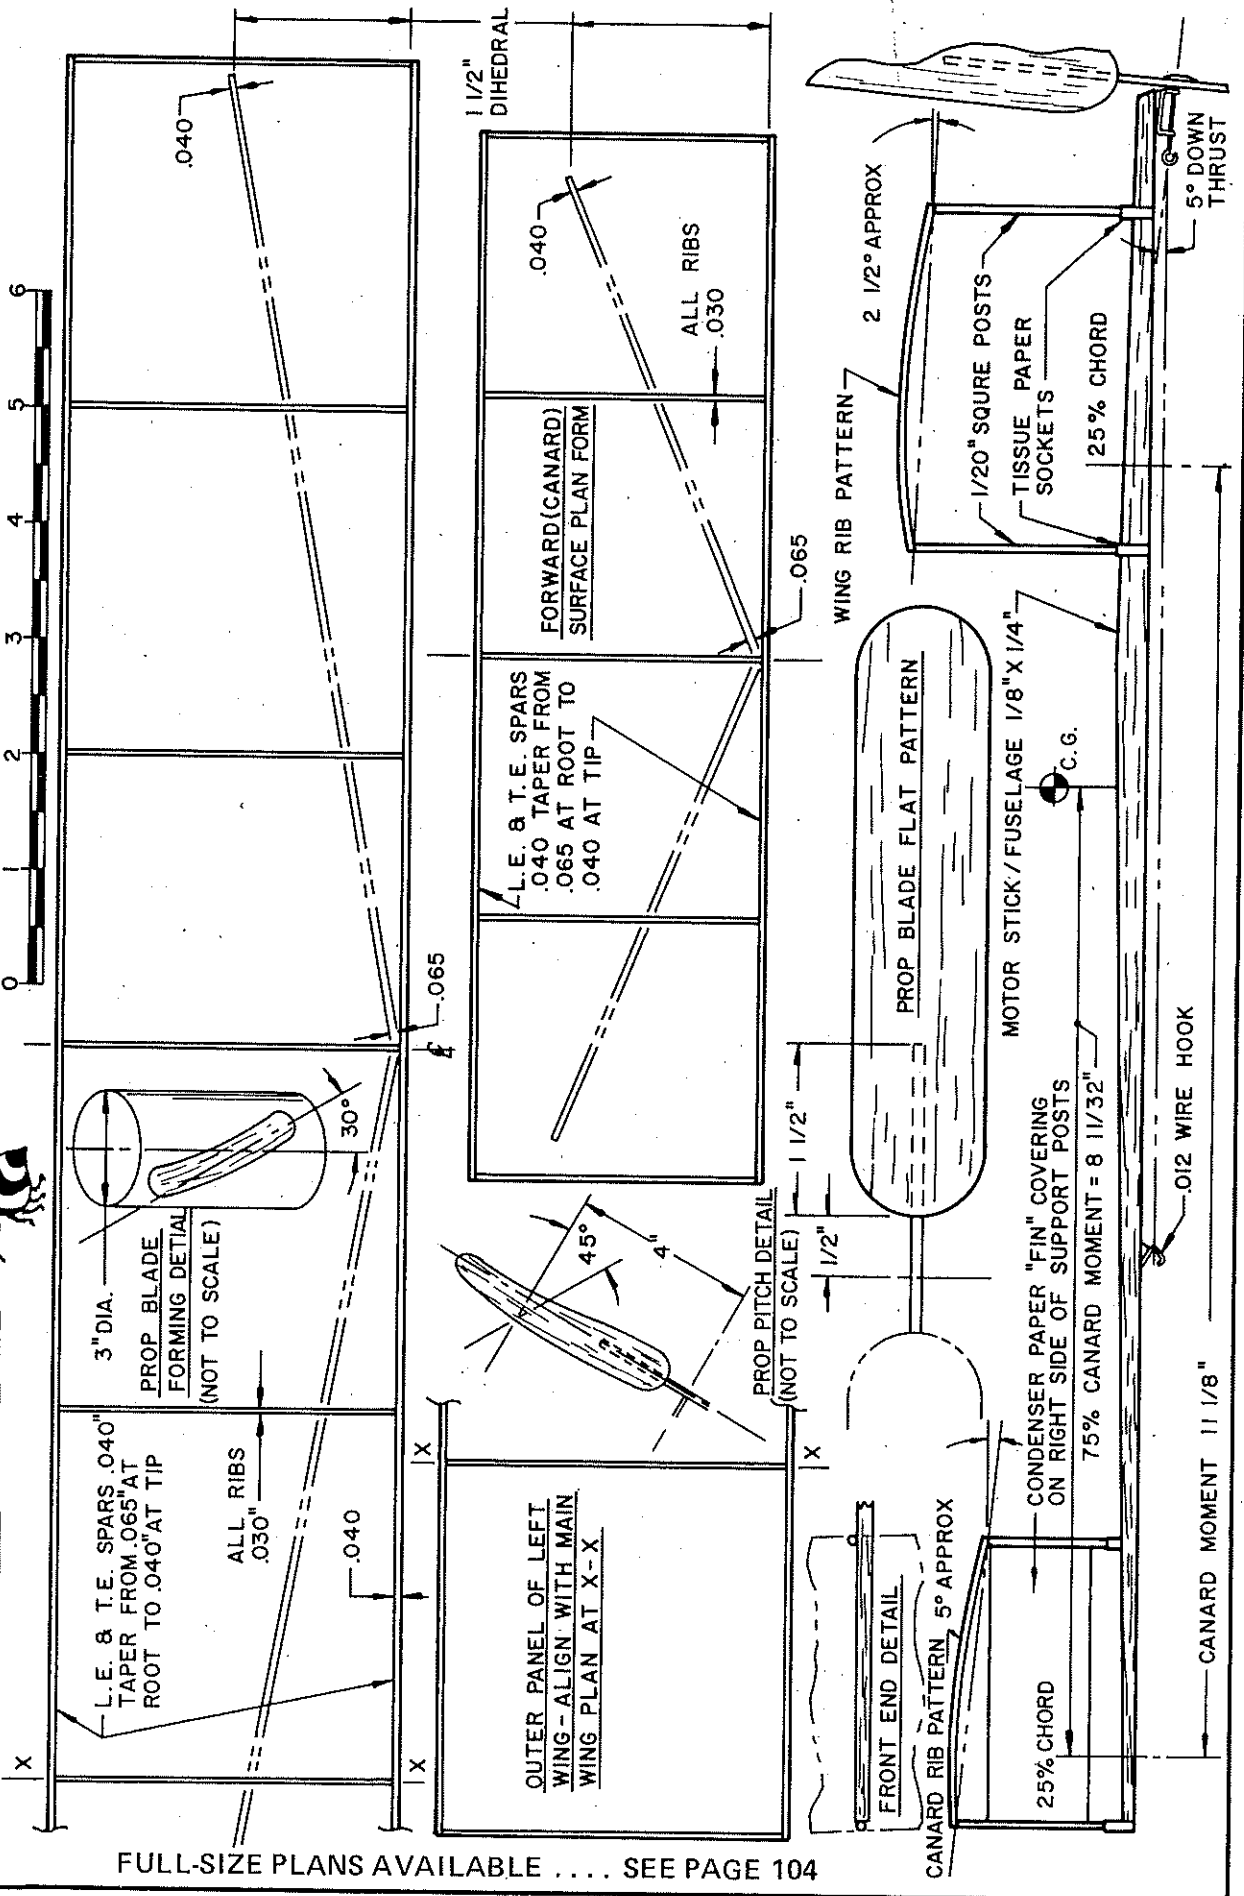 0 1 2 3 4 5 6
X
L.E. & T.E. SPARS .040"
TAPER FROM .065" AT
ROOT TO .040" AT TIP
ALL RIBS
.030"
.040
X
3" DIA.
PROP BLADE
FORMING DETIAL
(NOT TO SCALE)
30°
.065
℄
.040
1 1/2"
DIHEDRAL
X
OUTER PANEL OF LEFT
WING - ALIGN WITH MAIN
WING PLAN AT X-X
X
45°
4"
PROP PITCH DETAIL
(NOT TO SCALE)
L.E. & T.E. SPARS
.040 TAPER FROM
.065 AT ROOT TO
.040 AT TIP
FORWARD (CANARD)
SURFACE PLAN FORM
.065
ALL RIBS
.030
.040
FRONT END DETAIL
1/2"
1 1/2"
PROP BLADE FLAT PATTERN
WING RIB PATTERN
2 1/2° APPROX
CANARD RIB PATTERN 5° APPROX
25% CHORD
CONDENSER PAPER "FIN" COVERING
ON RIGHT SIDE OF SUPPORT POSTS
75% CANARD MOMENT = 8 11/32"
MOTOR STICK/FUSELAGE 1/8" X 1/4"
C.G.
1/20" SQURE POSTS
TISSUE PAPER
SOCKETS
25% CHORD
5° DOWN
THRUST
.012 WIRE HOOK
CANARD MOMENT 11 1/8"
FULL-SIZE PLANS AVAILABLE .... SEE PAGE 104